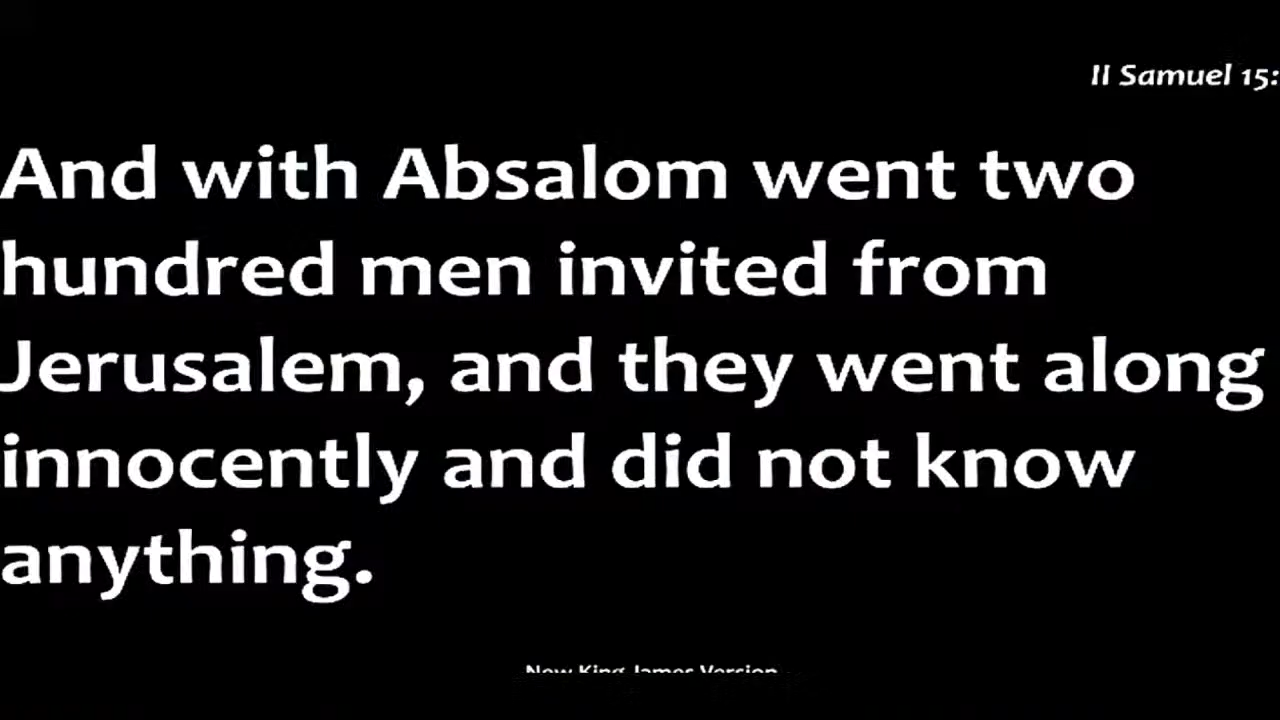 II Samuel 15:
And with Absalom went two
hundred men invited from
Jerusalem, and they went along
innocently and did not know
anything.
New King James Version